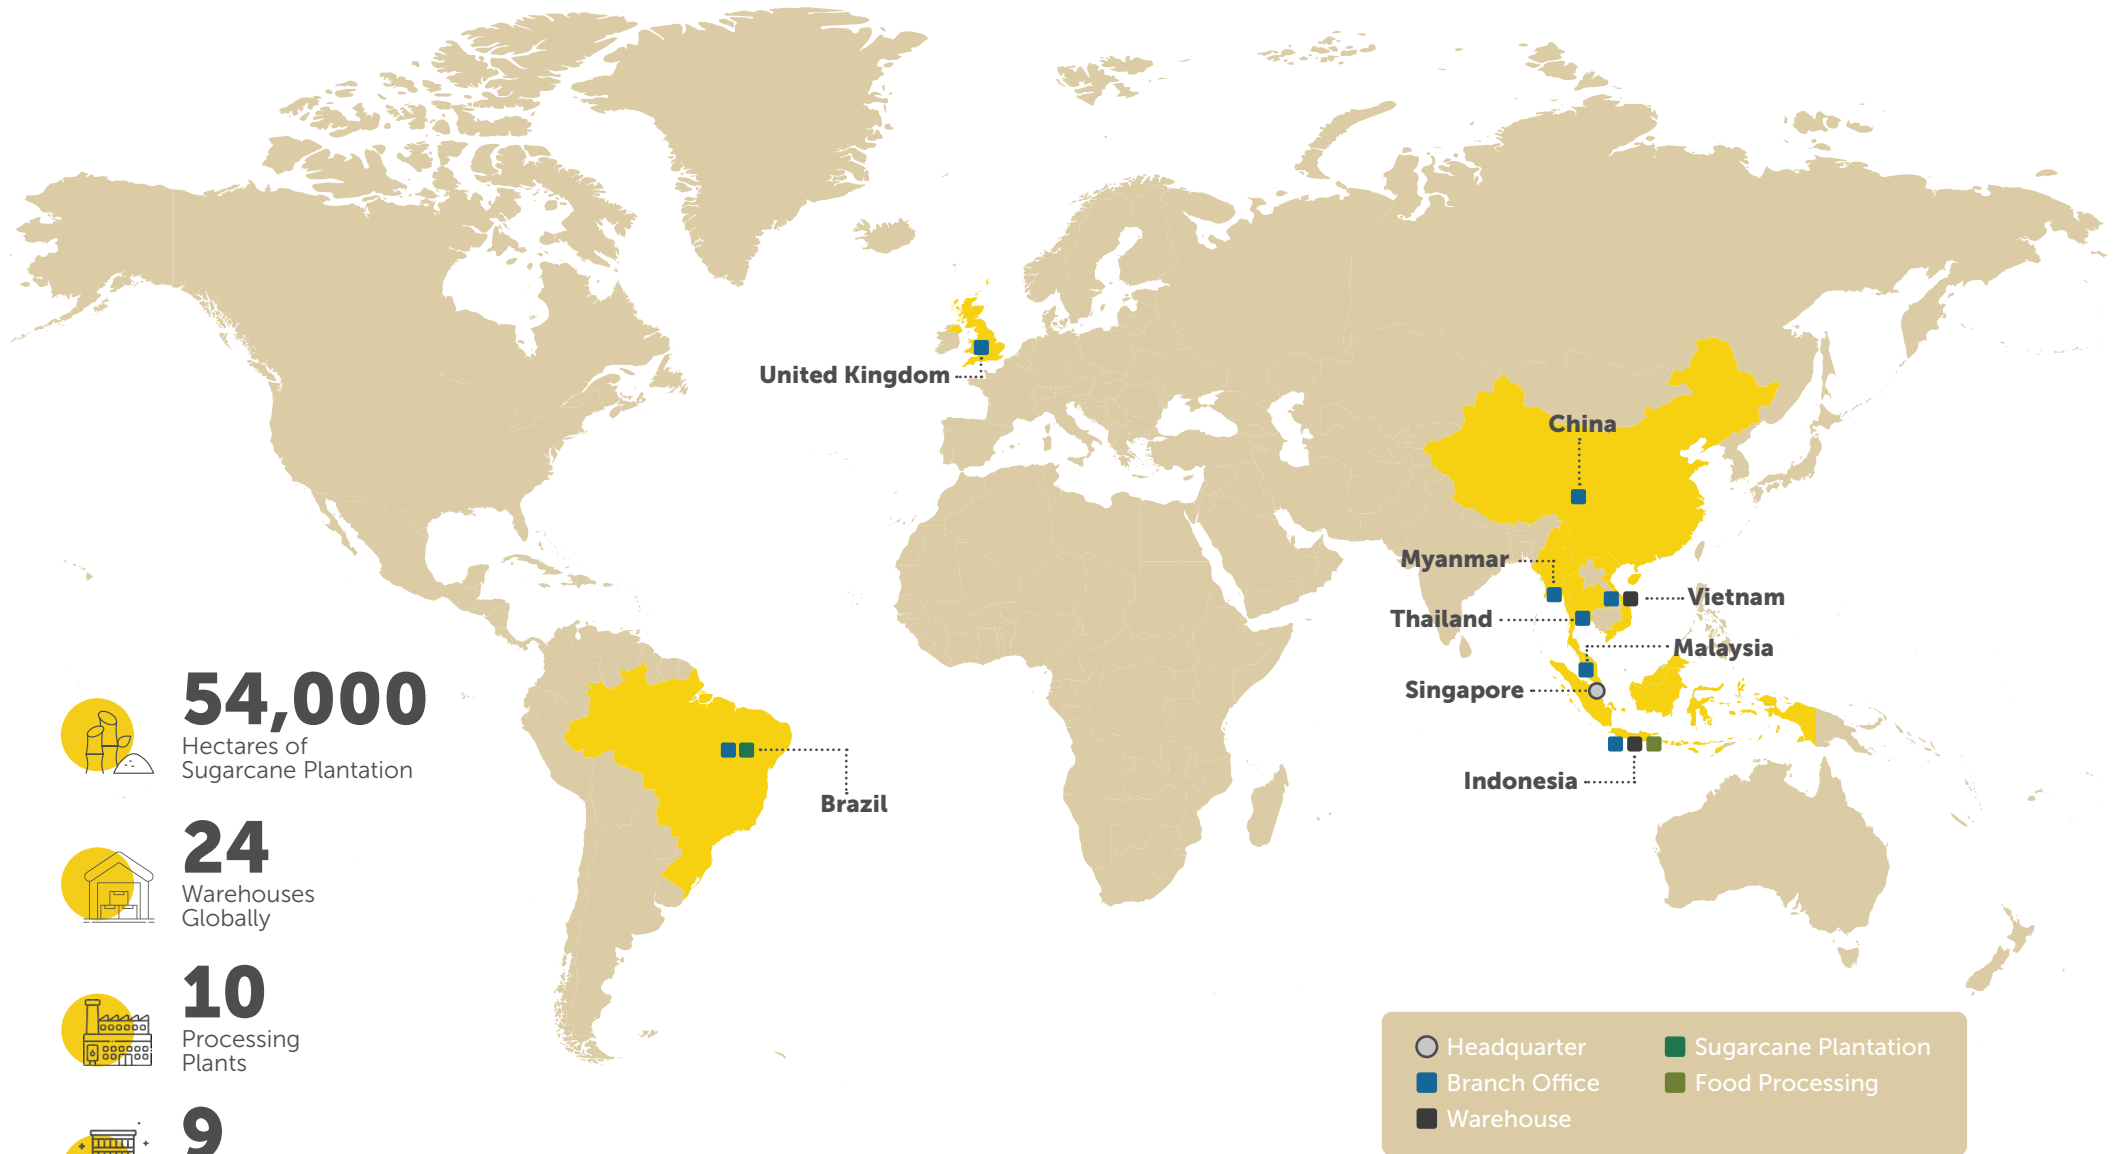 United Kingdom
China
Myanmar
Vietnam
Thailand
Malaysia
Singapore
Indonesia
Brazil
54,000
Hectares of
Sugarcane Plantation
24
Warehouses
Globally
10
Processing
Plants
9
Headquarter
Branch Office
Warehouse
Sugarcane Plantation
Food Processing